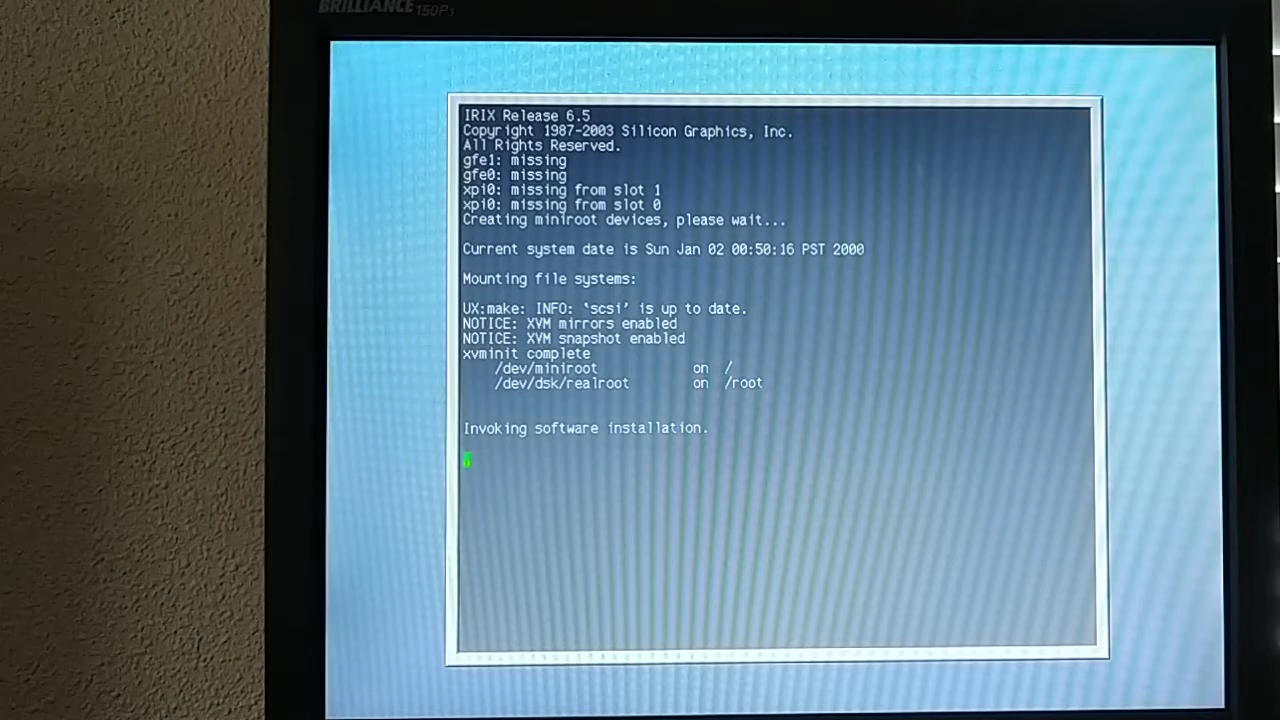 BRILLIANCE 150P3
IRIX Release 6.5
Copyright 1987-2003 Silicon Graphics, Inc.
All Rights Reserved.
gfe1: missing
gfe0: missing
xpi0: missing from slot 1
xpi0: missing from slot 0
Creating miniroot devices, please wait...
Current system date is Sun Jan 02 00:50:16 PST 2000
Mounting file systems:
UX:make: INFO: `scsi' is up to date.
NOTICE: XVM mirrors enabled
NOTICE: XVM snapshot enabled
xvminit complete
/dev/miniroot on /
/dev/dsk/realroot on /root
Invoking software installation.